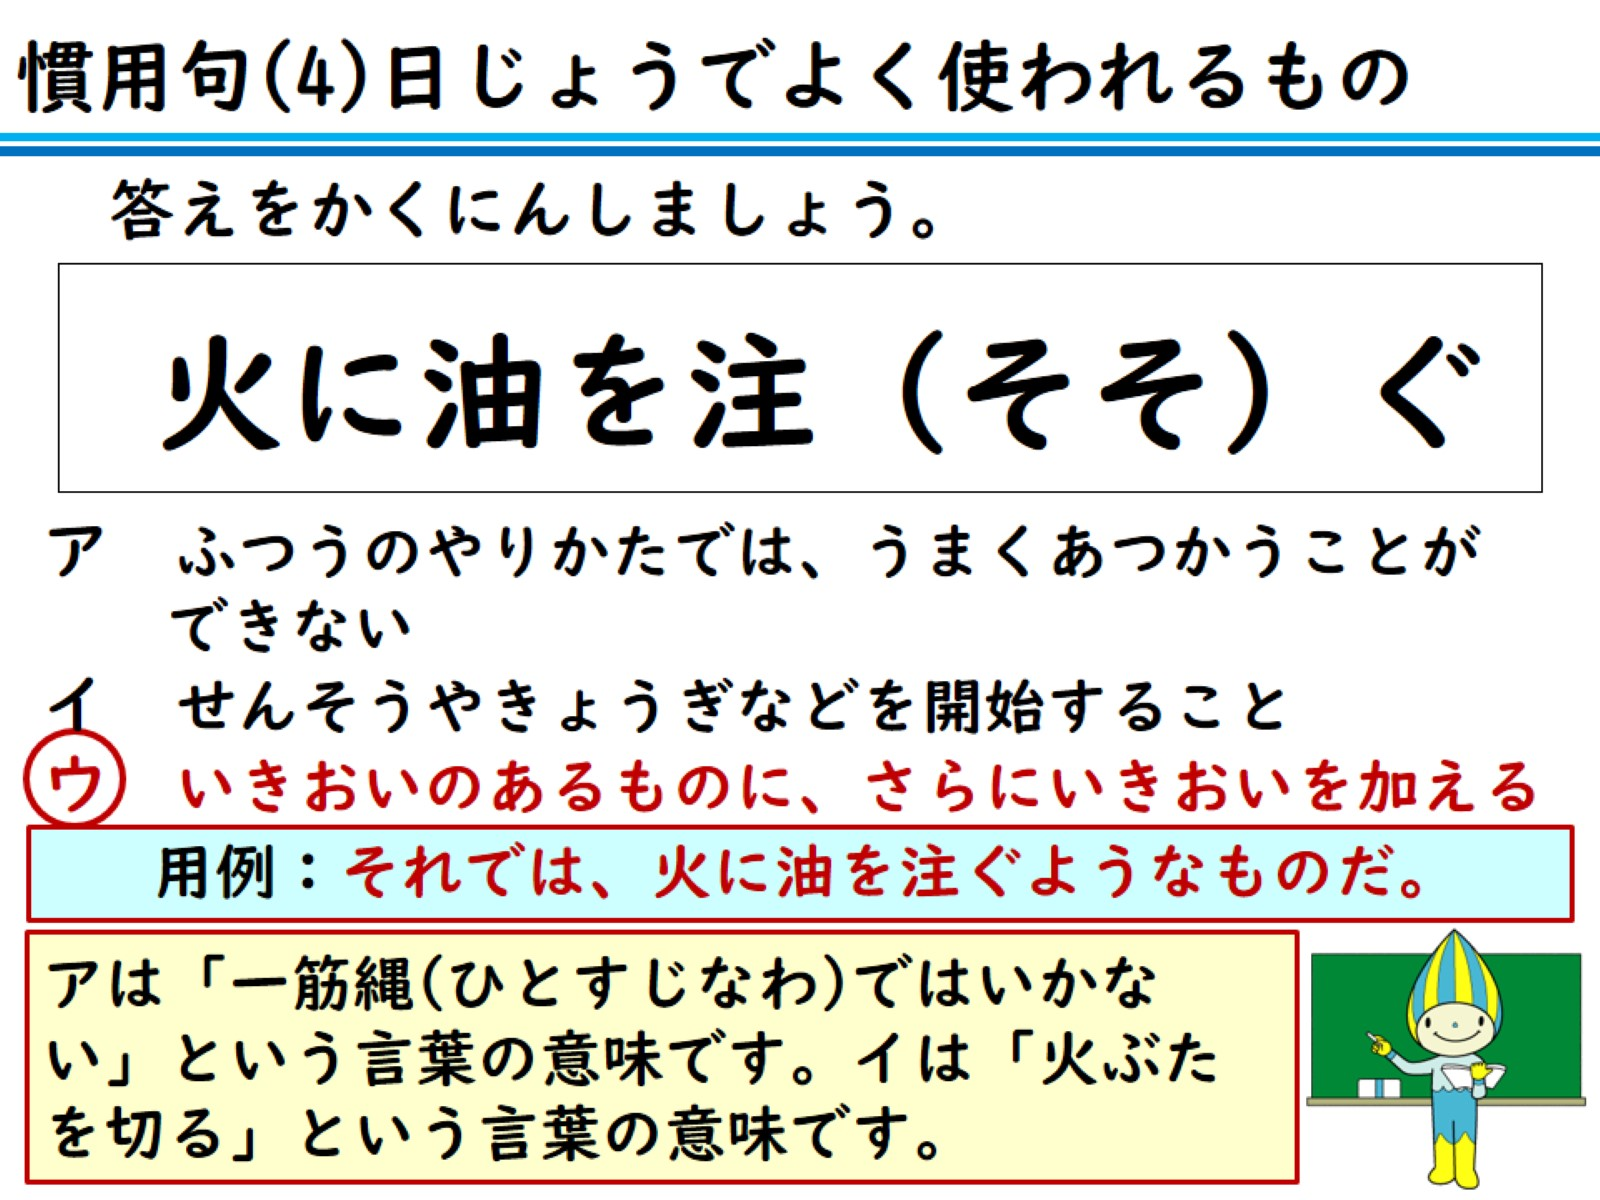 慣用句(4)日じょうでよく使われるもの
答えをかくにんしましょう。
火に油を注（そそ）ぐ
ア　ふつうのやりかたでは、うまくあつかうことが
できない
イ　せんそうやきょうぎなどを開始すること
ウ　いきおいのあるものに、さらにいきおいを加える
用例：それでは、火に油を注ぐようなものだ。
アは「一筋縄(ひとすじなわ)ではいかな
い」という言葉の意味です。イは「火ぶた
を切る」という言葉の意味です。